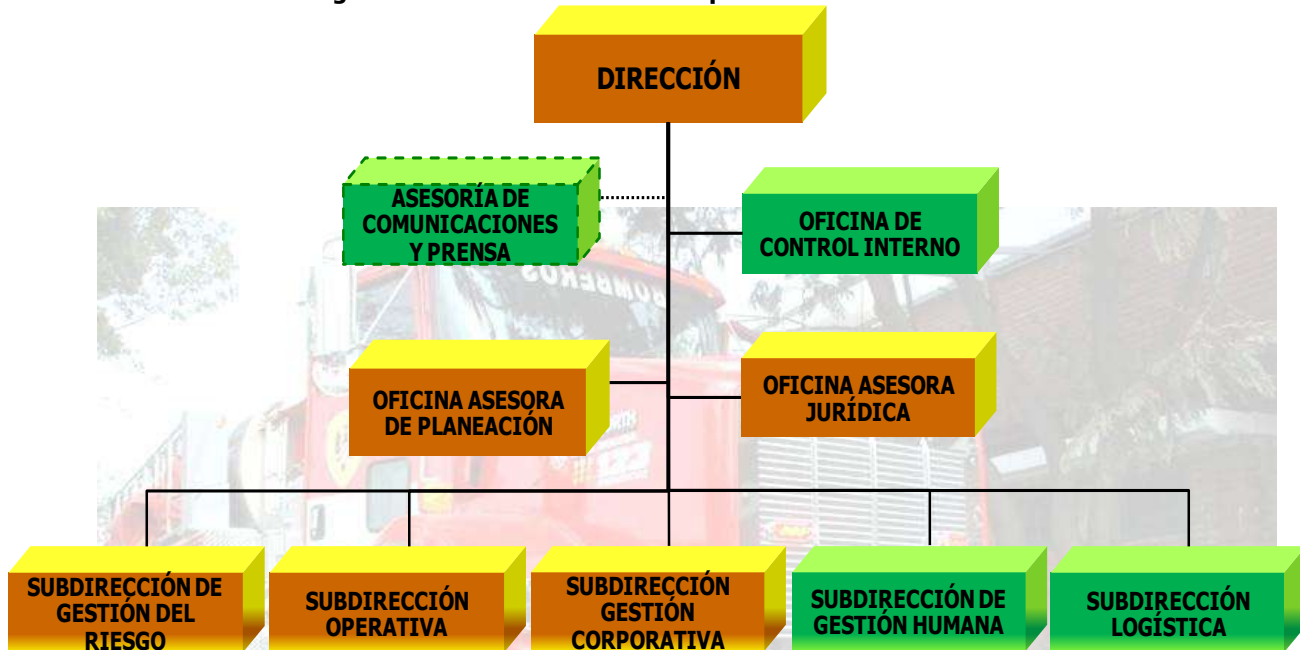 DIRECCIÓN
ASESORÍA DE
COMUNICACIONES
Y PRENSA
OFICINA DE
CONTROL INTERNO
BOMBEROS
OFICINA ASESORA
DE PLANEACIÓN
OFICINA ASESORA
JURÍDICA
SUBDIRECCIÓN DE
GESTIÓN DEL
RIESGO
SUBDIRECCIÓN
OPERATIVA
SUBDIRECCIÓN
GESTIÓN
CORPORATIVA
SUBDIRECCIÓN DE
GESTIÓN HUMANA
SUBDIRECCIÓN
LOGÍSTICA